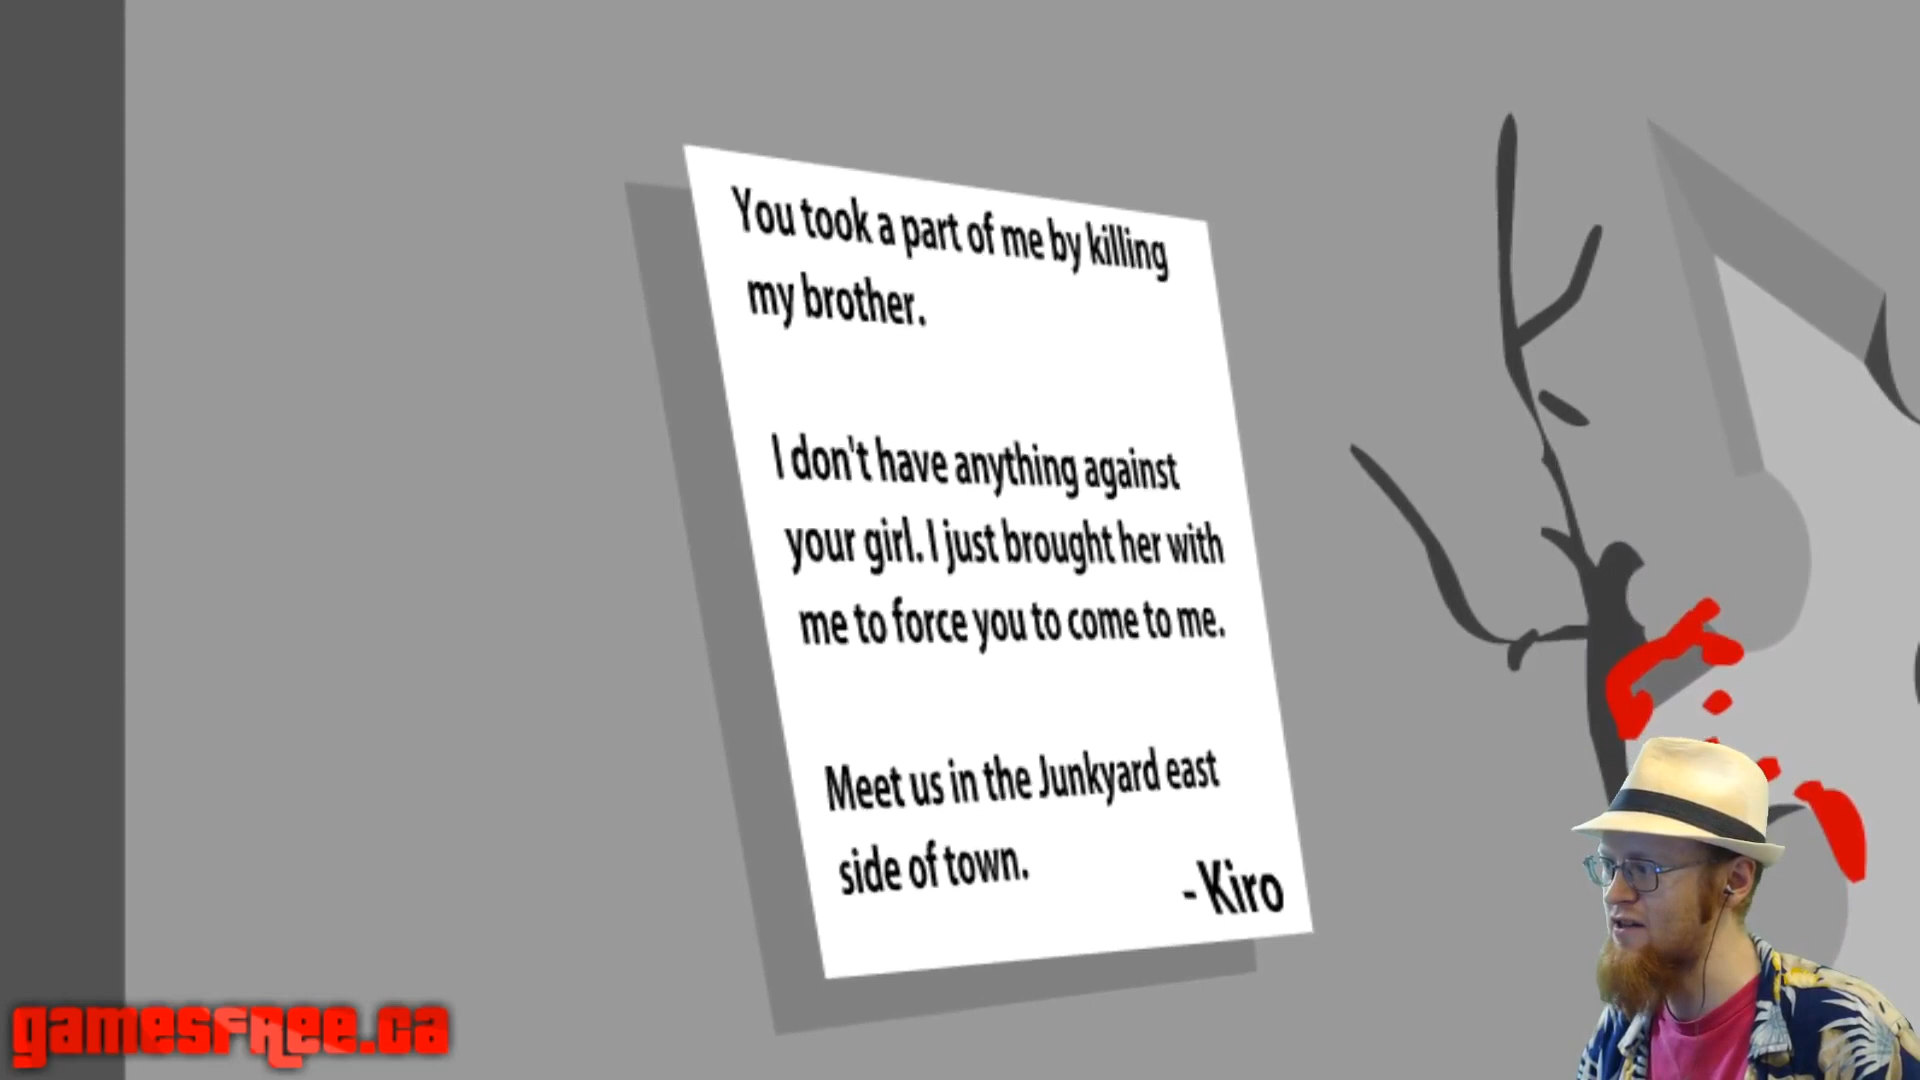 You took a part of me by killing
my brother.
I don't have anything against
your girl. I just brought her with
me to force you to come to me.
Meet us in the Junkyard east
side of town.
- Kiro
gamesfree.ca